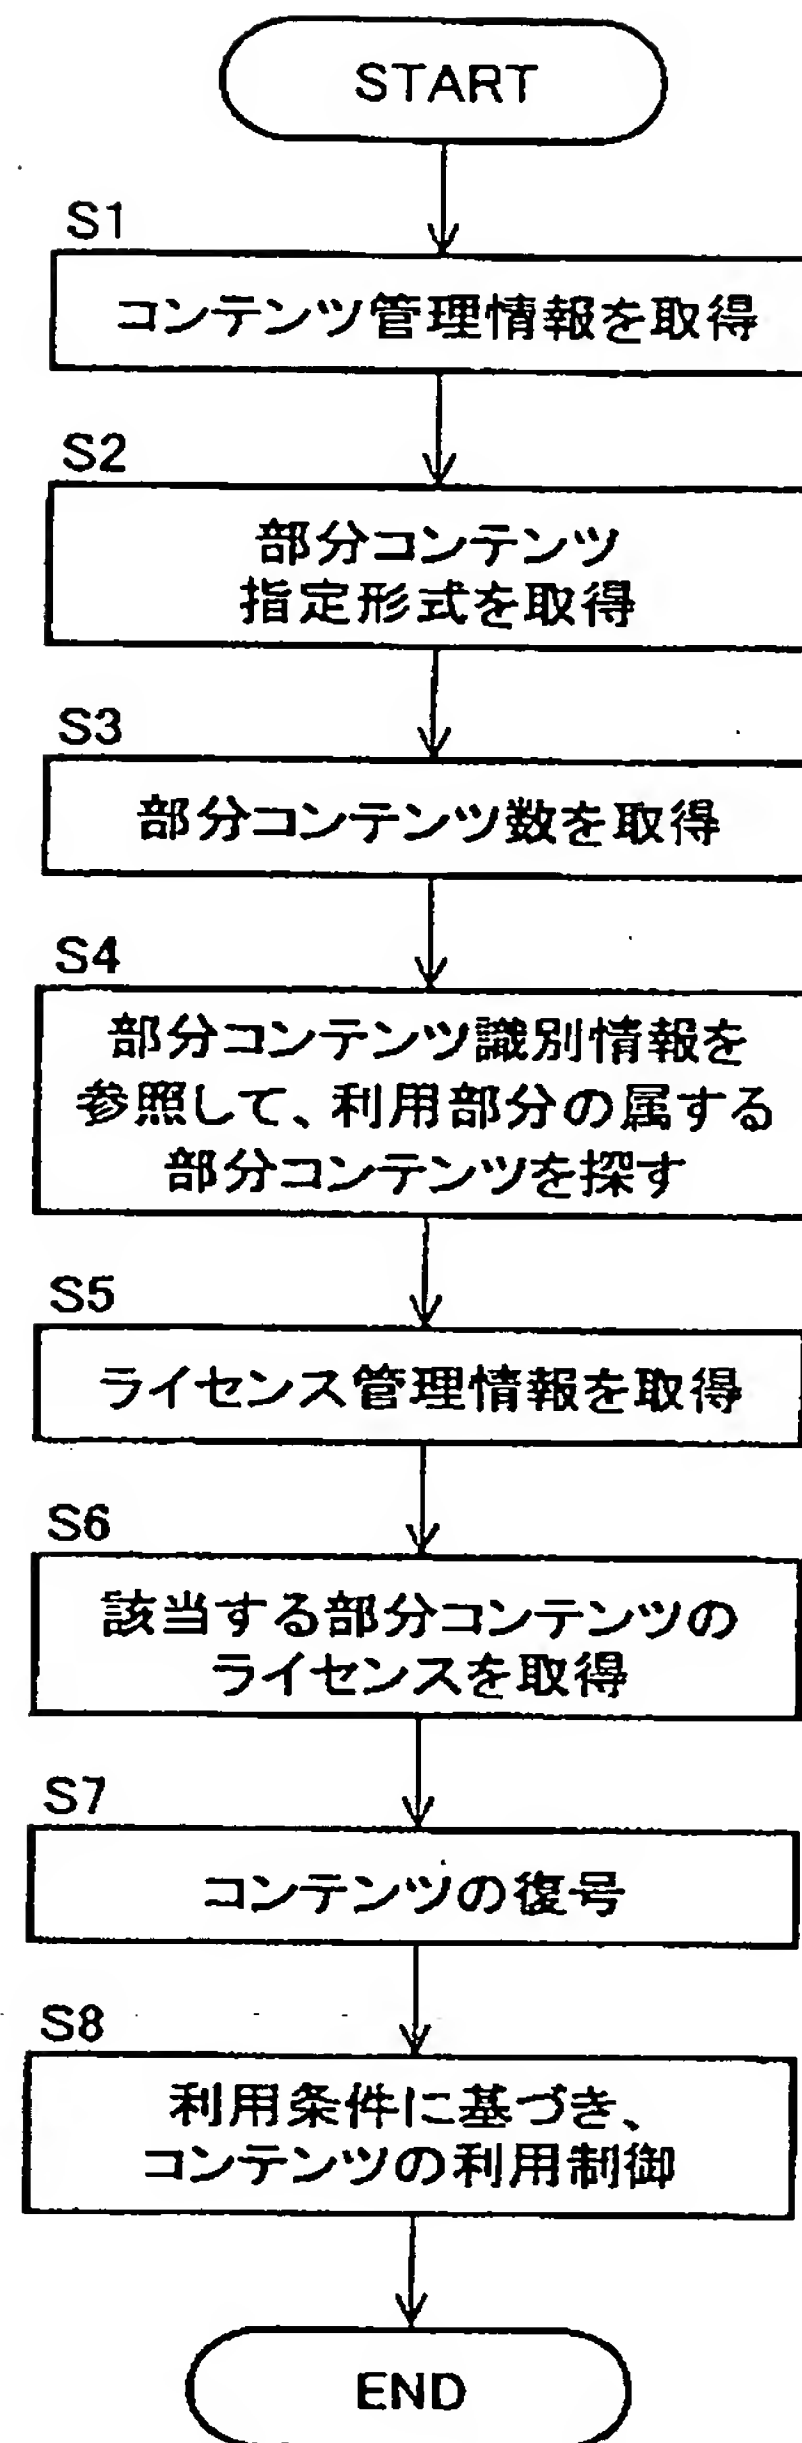 START
S1
コンテンツ管理情報を取得
S2
部分コンテンツ
指定形式を取得
S3
部分コンテンツ数を取得
S4
部分コンテンツ識別情報を
参照して、利用部分の属する
部分コンテンツを探す
S5
ライセンス管理情報を取得
S6
該当する部分コンテンツの
ライセンスを取得
S7
コンテンツの復号
S8
利用条件に基づき、
コンテンツの利用制御
END